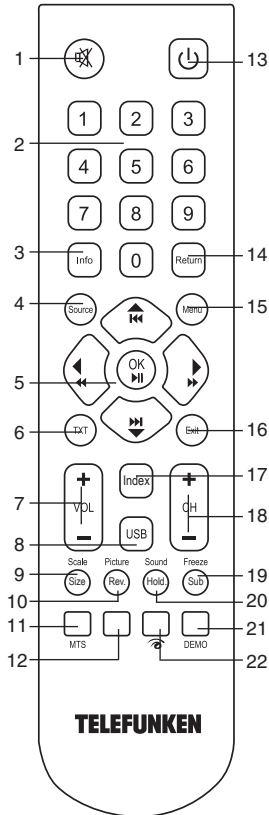 1
13
1 2 3
2
4 5 6
7 8 9
3 Info 0 Return 14
4 Source Menu 15
OK
5
6 TXT Exit 16
+ Index + 17
7 VOL CH 18
8 - USB -
Scale Picture Sound Freeze
9 Size Rev. Hold. Sub 19
10 20
11 21
MTS DEMO
12 22
TELEFUNKEN